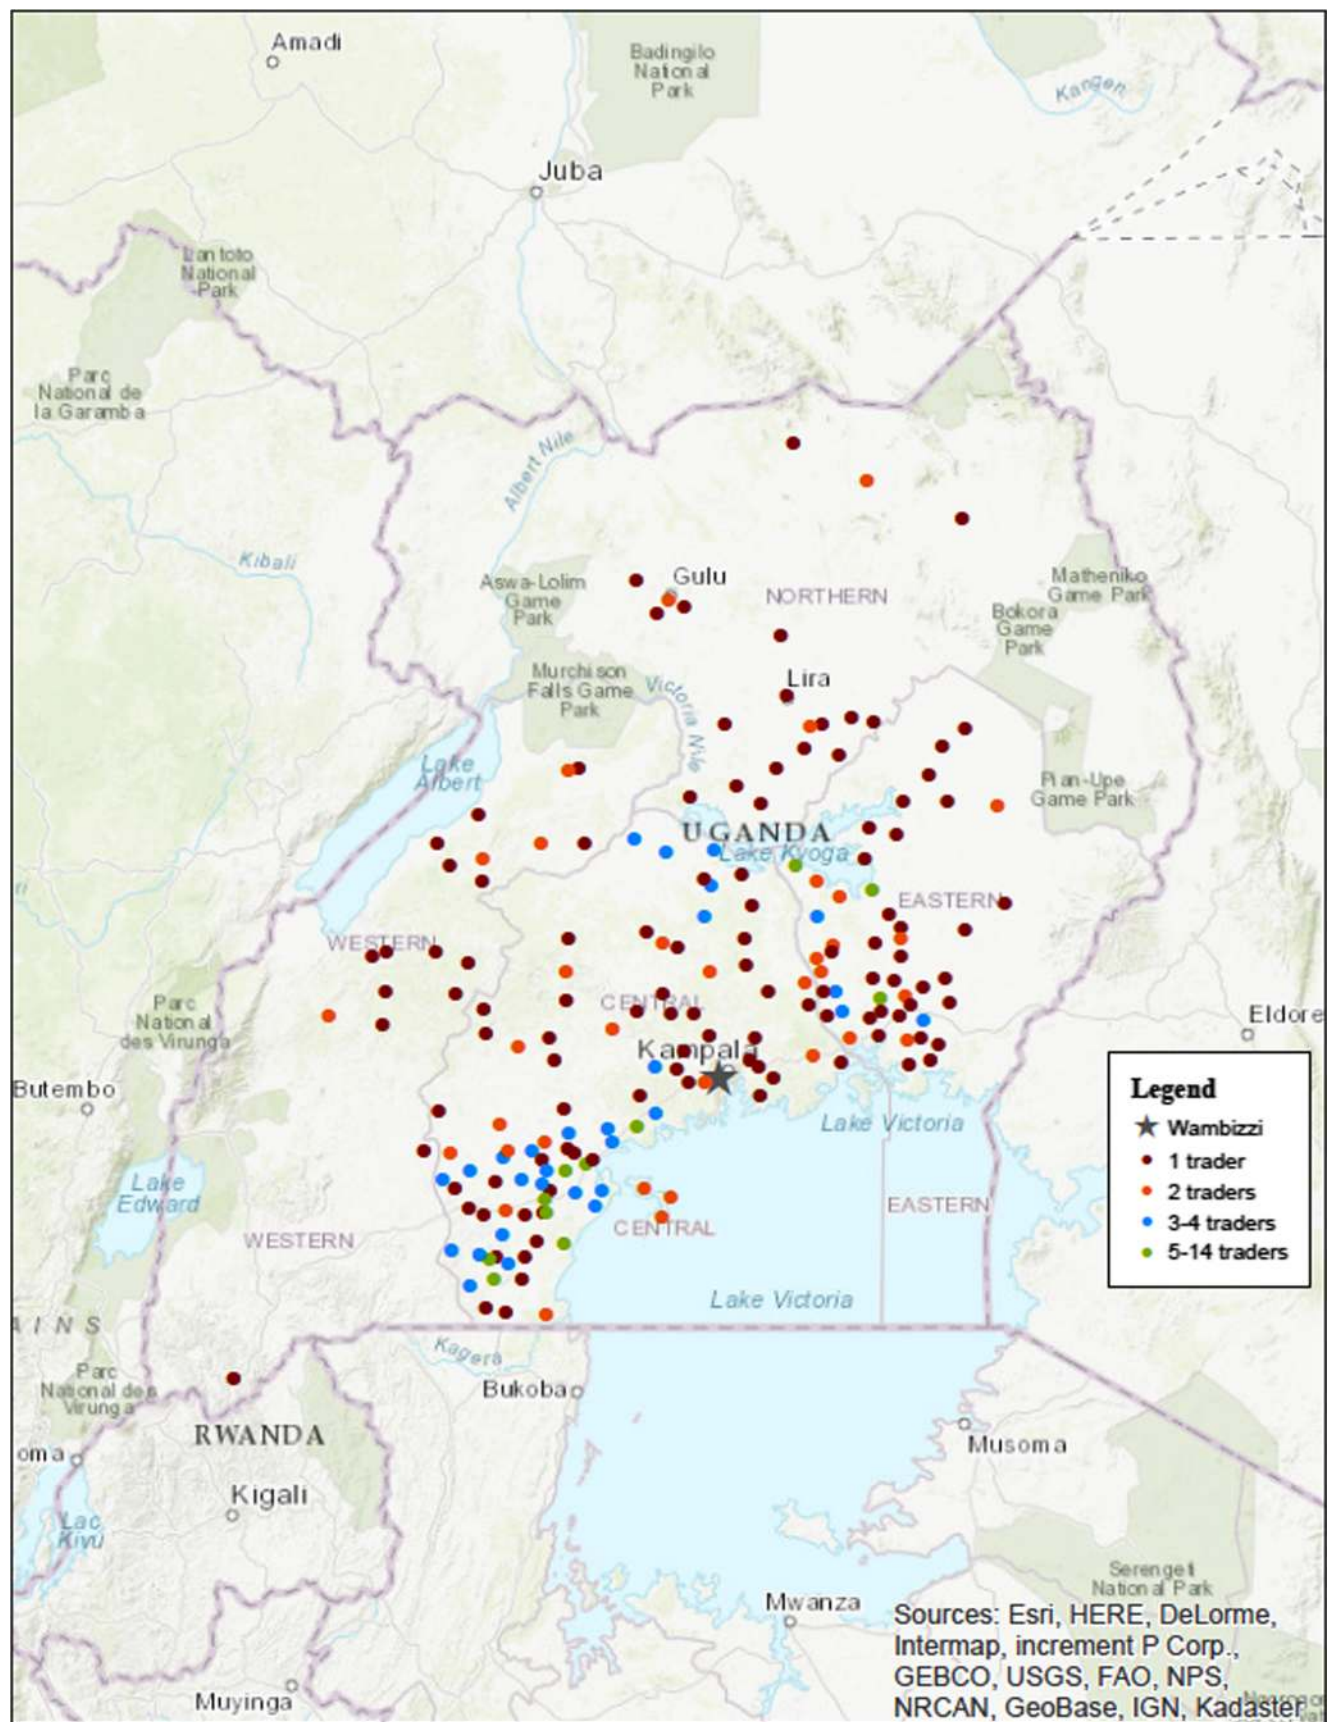 Amadi
Badingilo
National
Park
Kangen
Juba
Lantoto
National
Park
Parc
National de
la Garamba
Albert Nile
Kibali
Aswa-Lolim
Game
Park
Gulu
NORTHERN
Matheniko
Game Park
Bokora
Game
Park
Murchison
Falls Game
Park
Victoria Nile
Lira
Lake
Albert
Pian-Upe
Game Park
UGANDA
Lake Kyoga
EASTERN
WESTERN
CENTRAL
Parc
National
des Virunga
Eldore
Kampala
Butembo
Legend
Wambizzi
1 trader
2 traders
3-4 traders
5-14 traders
Lake Victoria
Lake
Edward
EASTERN
CENTRAL
WESTERN
Lake Victoria
AINS
Kagera
Parc
National des
Virunga
Bukoba
RWANDA
Musoma
oma
Kigali
Lac
Kivu
Serengeti
National Park
Mwanza
Sources: Esri, HERE, DeLorme,
Intermap, increment P Corp.,
GEBCO, USGS, FAO, NPS,
NRCAN, GeoBase, IGN, Kadaster
Muyinga